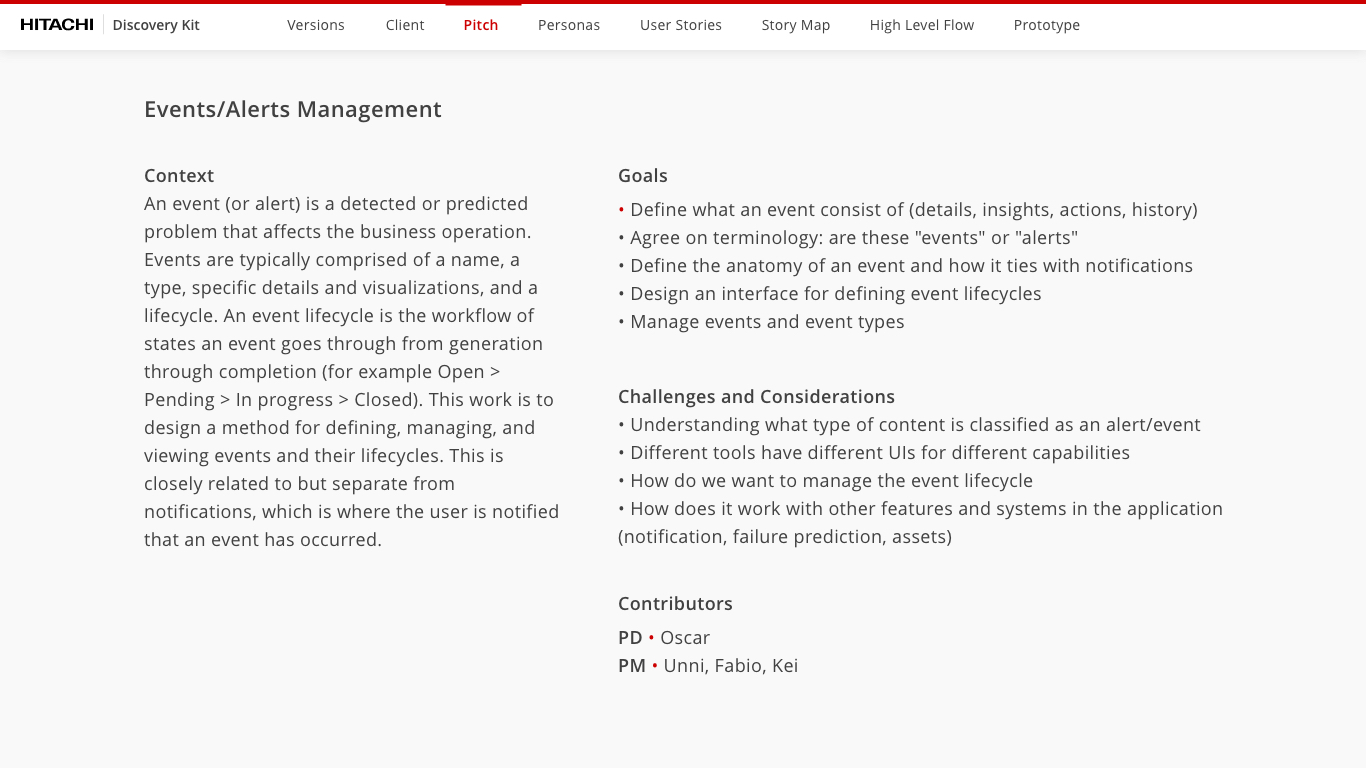 HITACHI Discovery Kit Versions Client Pitch Personas User Stories Story Map High Level Flow Prototype
Events/Alerts Management
Context
An event (or alert) is a detected or predicted
problem that affects the business operation.
Events are typically comprised of a name, a
type, specific details and visualizations, and a
lifecycle. An event lifecycle is the workflow of
states an event goes through from generation
through completion (for example Open >
Pending > In progress > Closed). This work is to
design a method for defining, managing, and
viewing events and their lifecycles. This is
closely related to but separate from
notifications, which is where the user is notified
that an event has occurred.
Goals
• Define what an event consist of (details, insights, actions, history)
• Agree on terminology: are these "events" or "alerts"
• Define the anatomy of an event and how it ties with notifications
• Design an interface for defining event lifecycles
• Manage events and event types
Challenges and Considerations
• Understanding what type of content is classified as an alert/event
• Different tools have different UIs for different capabilities
• How do we want to manage the event lifecycle
• How does it work with other features and systems in the application
(notification, failure prediction, assets)
Contributors
PD • Oscar
PM • Unni, Fabio, Kei